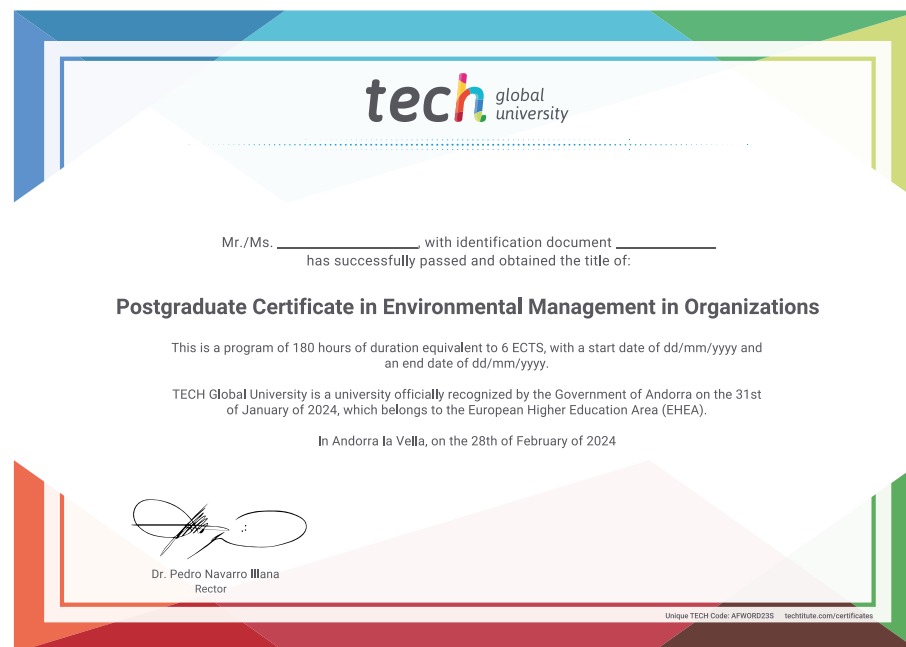 tech global
university
Mr./Ms. ____________, with identification document ____________
has successfully passed and obtained the title of:
Postgraduate Certificate in Environmental Management in Organizations
This is a program of 180 hours of duration equivalent to 6 ECTS, with a start date of dd/mm/yyyy and
an end date of dd/mm/yyyy.
TECH Global University is a university officially recognized by the Government of Andorra on the 31st
of January of 2024, which belongs to the European Higher Education Area (EHEA).
In Andorra la Vella, on the 28th of February of 2024
Dr. Pedro Navarro Illana
Rector
Unique TECH Code: AFWORD23S techtitute.com/certificates